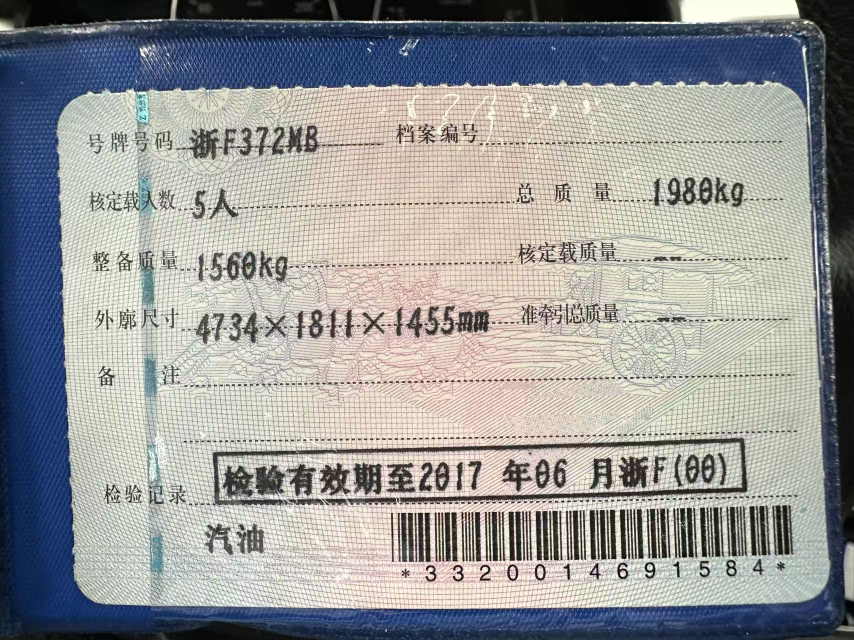 号牌号码 浙F372MB 档案编号
核定载人数 5人 总质量 1980kg
整备质量 1560kg 核定载质量 --
外廓尺寸 4734×1811×1455mm 准牵引总质量 --
备注
检验记录 检验有效期至2017年06月浙F(00)
汽油
*3320014691584*